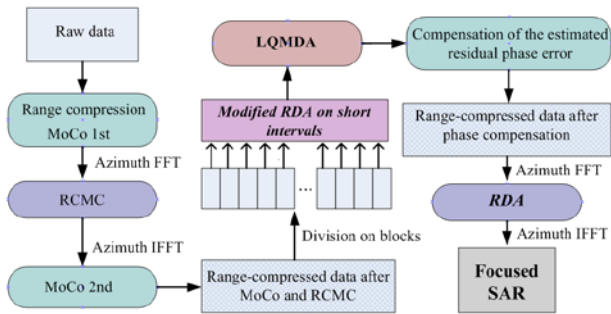 Raw data
Range compression
MoCo 1st
Azimuth FFT
RCMC
Azimuth IFFT
MoCo 2nd
Range-compressed data after
MoCo and RCMC
Division on blocks
...
Modified RDA on short
intervals
LQMDA
Compensation of the estimated
residual phase error
Range-compressed data after
phase compensation
Azimuth FFT
RDA
Azimuth IFFT
Focused
SAR